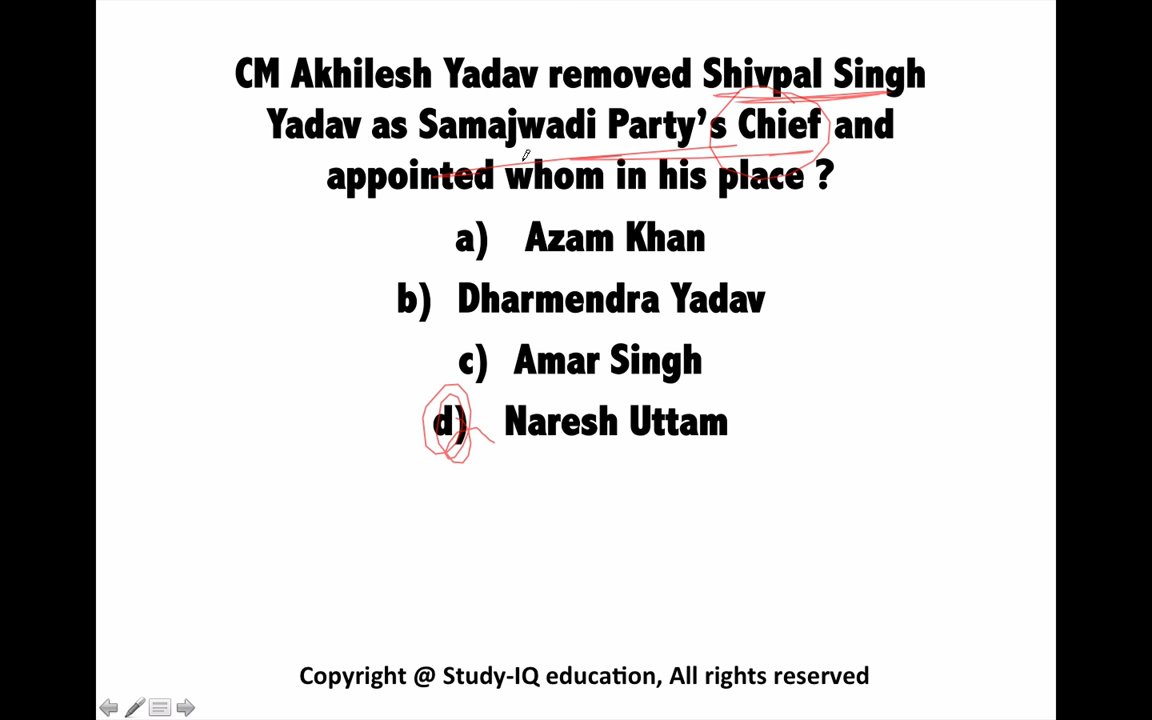 CM Akhilesh Yadav removed Shivpal Singh
Yadav as Samajwadi Party’s Chief and
appointed whom in his place ?
a) Azam Khan
b) Dharmendra Yadav
c) Amar Singh
d) Naresh Uttam
Copyright @ Study-IQ education, All rights reserved